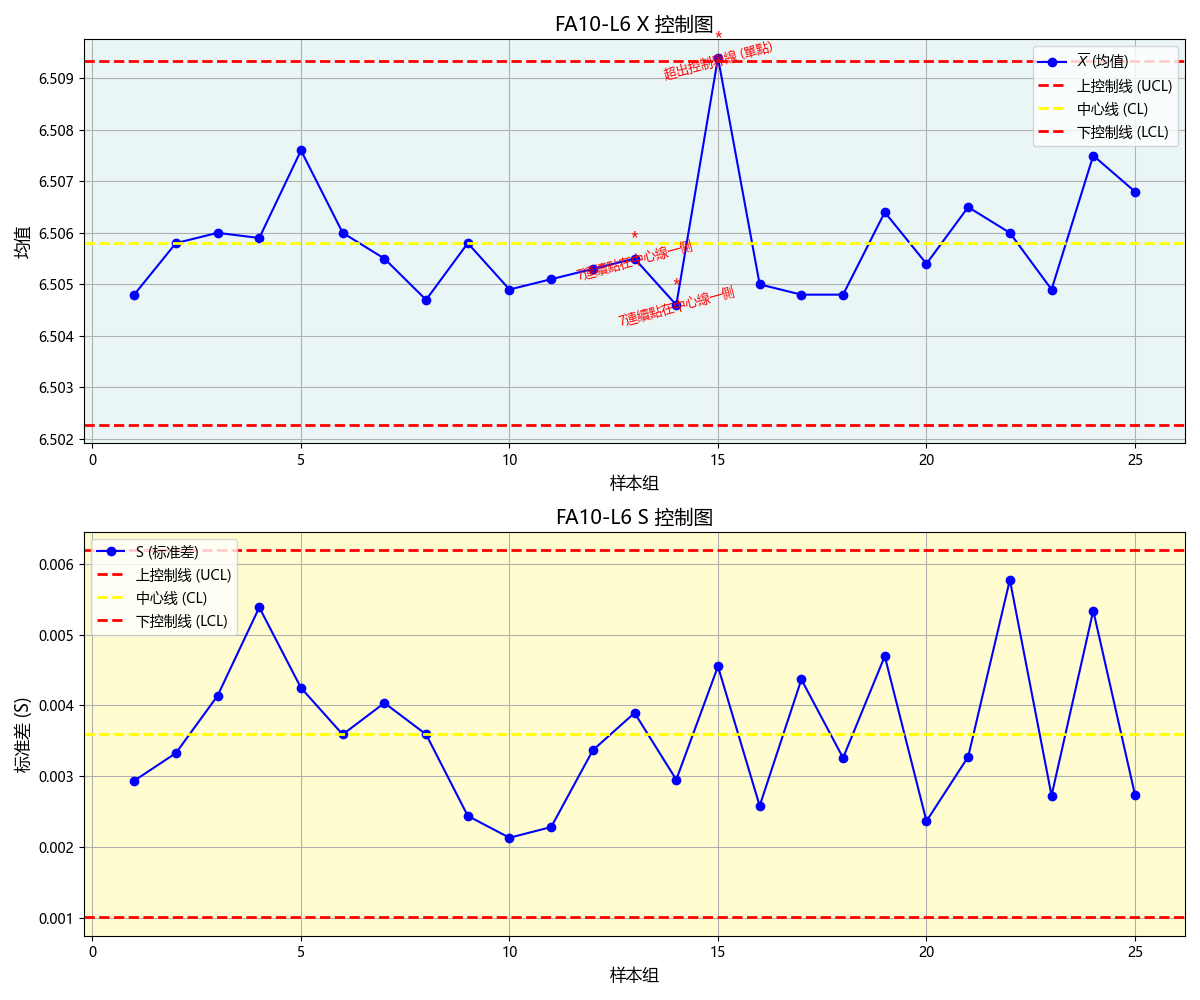 FA10-L6 X 控制图
均值
6.509
6.508
6.507
6.506
6.505
6.504
6.503
6.502
*
超出控制界線 (單點)
*
7連續點在中心線一側
*
7連續點在中心線一側
X̅ (均值)
上控制线 (UCL)
中心线 (CL)
下控制线 (LCL)
0 5 10 15 20 25
样本组
FA10-L6 S 控制图
标准差 (S)
0.006
0.005
0.004
0.003
0.002
0.001
S (标准差)
上控制线 (UCL)
中心线 (CL)
下控制线 (LCL)
0 5 10 15 20 25
样本组